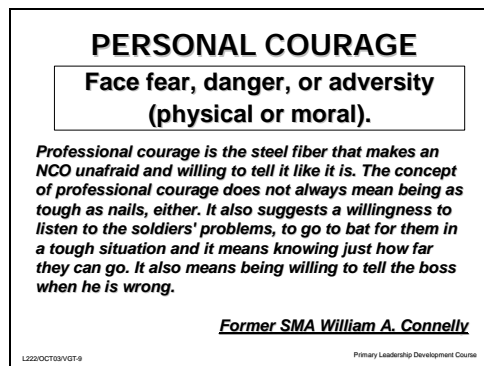 PERSONAL COURAGE
Face fear, danger, or adversity
(physical or moral).
Professional courage is the steel fiber that makes an
NCO unafraid and willing to tell it like it is. The concept
of professional courage does not always mean being as
tough as nails, either. It also suggests a willingness to
listen to the soldiers' problems, to go to bat for them in
a tough situation and it means knowing just how far
they can go. It also means being willing to tell the boss
when he is wrong.
Former SMA William A. Connelly
L222/OCT03/VGT-9
Primary Leadership Development Course